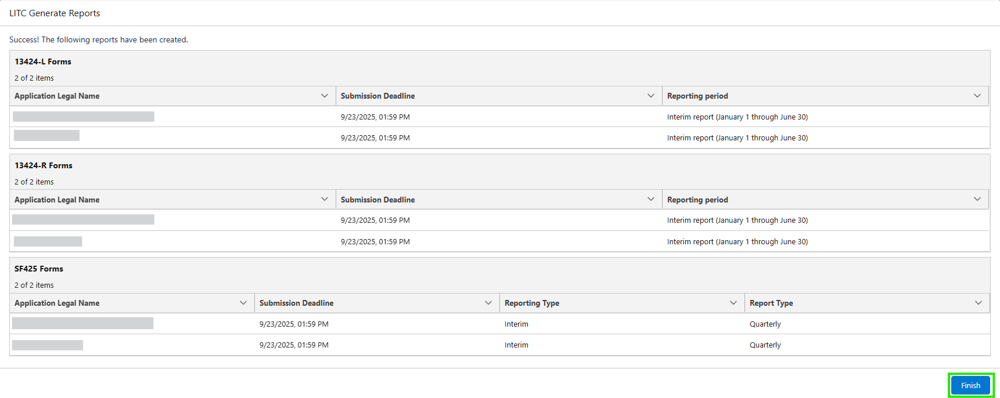 LITC Generate Reports
Success! The following reports have been created.
13424-L Forms
2 of 2 items
Application Legal Name Submission Deadline Reporting period
9/23/2025, 01:59 PM Interim report (January 1 through June 30)
9/23/2025, 01:59 PM Interim report (January 1 through June 30)
13424-R Forms
2 of 2 items
Application Legal Name Submission Deadline Reporting period
9/23/2025, 01:59 PM Interim report (January 1 through June 30)
9/23/2025, 01:59 PM Interim report (January 1 through June 30)
SF425 Forms
2 of 2 items
Application Legal Name Submission Deadline Reporting Type Report Type
9/23/2025, 01:59 PM Interim Quarterly
9/23/2025, 01:59 PM Interim Quarterly
Finish